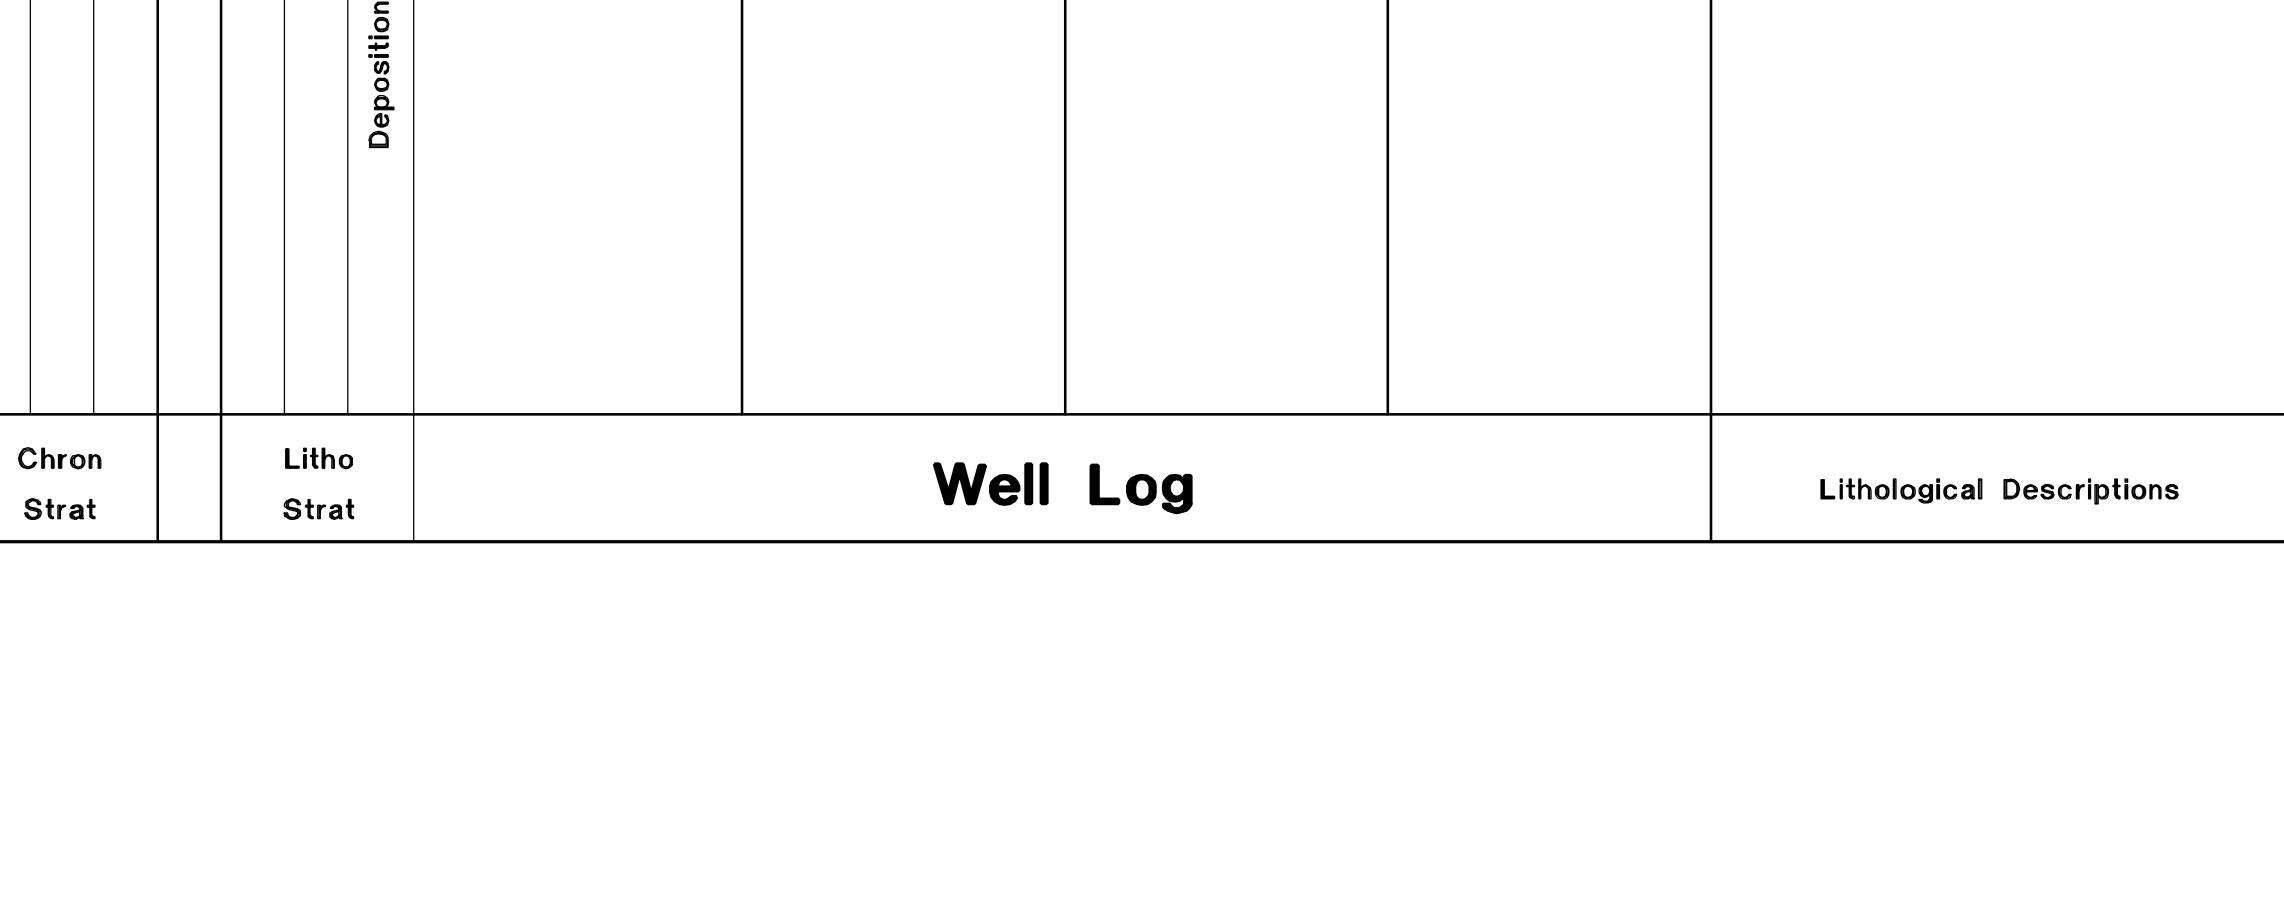 Deposition
Chron
Strat
Litho
Strat
Well Log
Lithological Descriptions